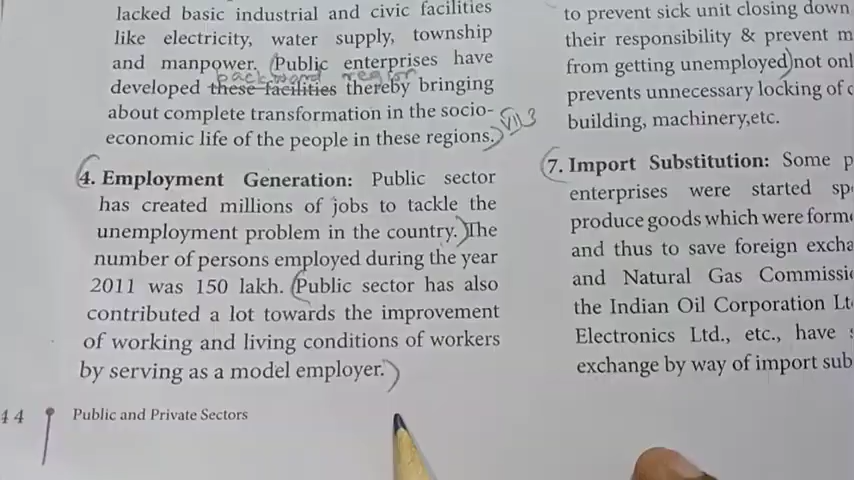 lacked basic industrial and civic facilities
like electricity, water supply, township
and manpower. (Public enterprises have
backward region
developed these facilities thereby bringing
about complete transformation in the socio-
economic life of the people in these regions.)
VII 3
4. Employment Generation: Public sector
has created millions of jobs to tackle the
unemployment problem in the country.) The
number of persons employed during the year
2011 was 150 lakh. (Public sector has also
contributed a lot towards the improvement
of working and living conditions of workers
by serving as a model employer.)
44 Public and Private Sectors
to prevent sick unit closing down
their responsibility & prevent
from getting unemployed) not
prevents unnecessary locking of
building, machinery,etc.
7. Import Substitution: Some
enterprises were started
produce goods which were
and thus to save foreign
and Natural Gas
the Indian Oil Corporation
Electronics Ltd., etc., have
exchange by way of import